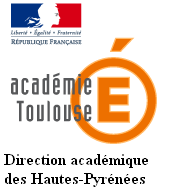 Liberté • Égalité • Fraternité
RÉPUBLIQUE FRANÇAISE
académie
Toulouse
É
Direction académique
des Hautes-Pyrénées